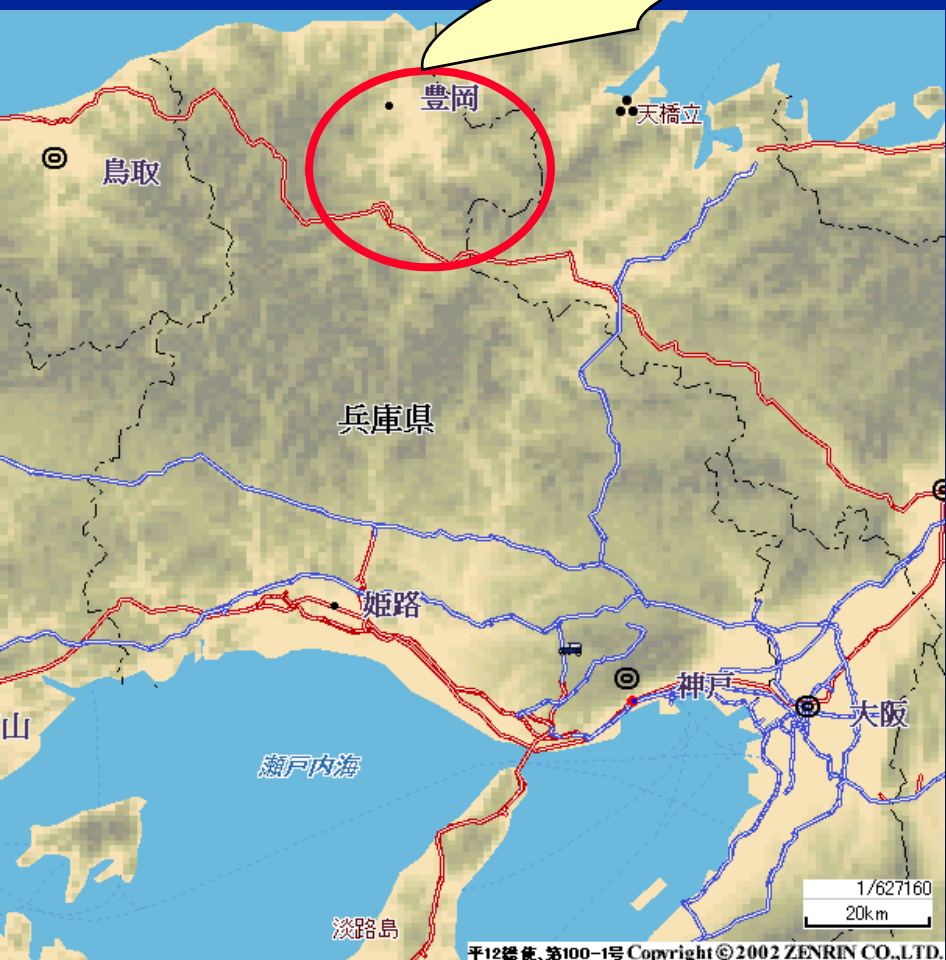 豊岡
天橋立
鳥取
兵庫県
姫路
神戸
大阪
山
瀬戸内海
淡路島
1/627160
20km
平12総使、第100-1号 Copyright © 2002 ZENRIN CO.,LTD.